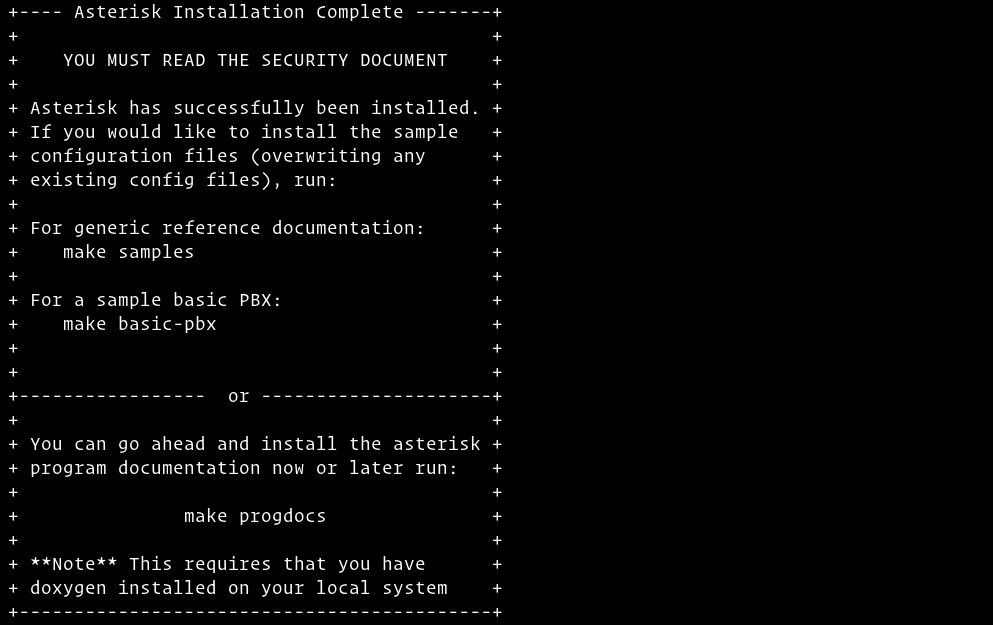 +---- Asterisk Installation Complete -------+
+                                           +
+    YOU MUST READ THE SECURITY DOCUMENT    +
+                                           +
+ Asterisk has successfully been installed. +
+ If you would like to install the sample   +
+ configuration files (overwriting any      +
+ existing config files), run:              +
+                                           +
+ For generic reference documentation:      +
+    make samples                           +
+                                           +
+ For a sample basic PBX:                   +
+    make basic-pbx                         +
+                                           +
+                                           +
+-----------------  or ---------------------+
+                                           +
+ You can go ahead and install the asterisk +
+ program documentation now or later run:   +
+                                           +
+               make progdocs               +
+                                           +
+ **Note** This requires that you have      +
+ doxygen installed on your local system    +
+-------------------------------------------+